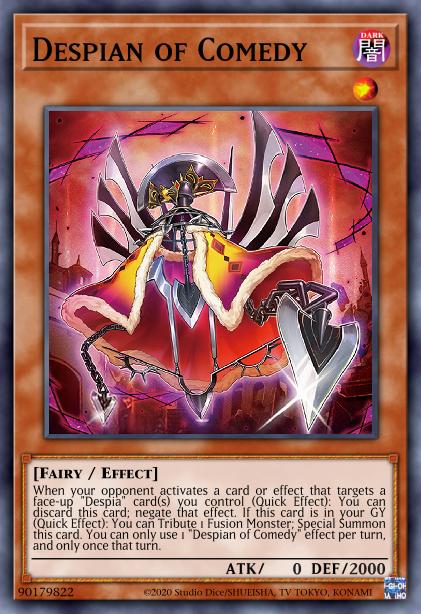 Despian of Comedy
DARK
闇
[Fairy / Effect]
When your opponent activates a card or effect that targets a
face-up "Despia" card(s) you control (Quick Effect): You can
discard this card; negate that effect. If this card is in your GY
(Quick Effect): You can Tribute 1 Fusion Monster; Special Summon
this card. You can only use 1 "Despian of Comedy" effect per turn,
and only once that turn.
ATK/ 0 DEF/2000
90179822 ©2020 Studio Dice/SHUEISHA, TV TOKYO, KONAMI